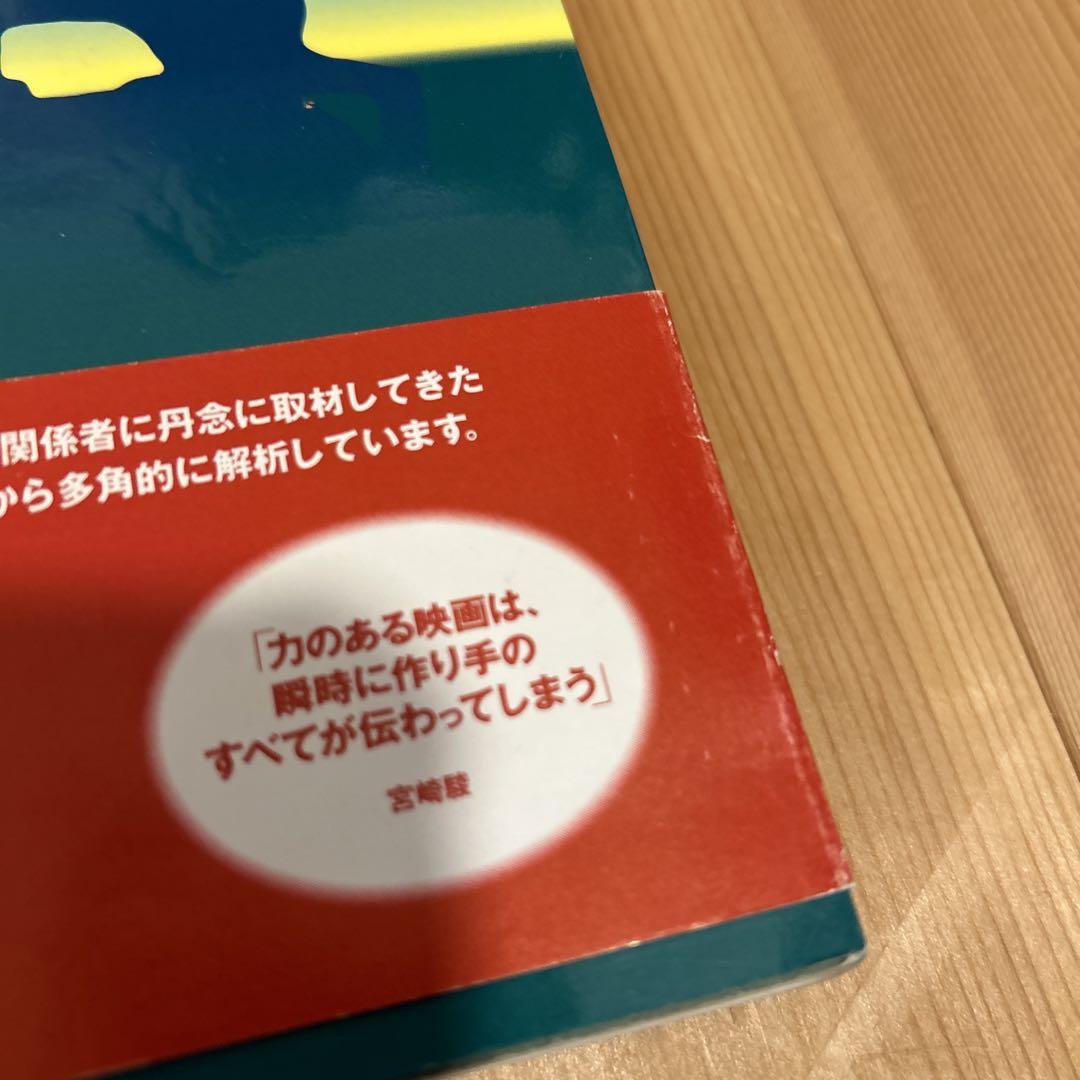 関係者に丹念に取材してきた
から多角的に解析しています。
「力のある映画は、
瞬時に作り手の
すべてが伝わってしまう」
宮崎駿